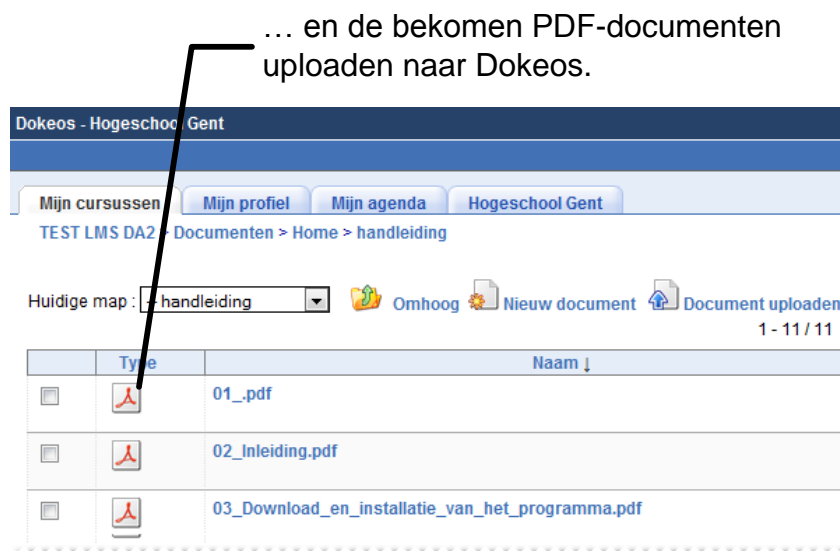 … en de bekomen PDF-documenten
uploaden naar Dokeos.
Dokeos - Hogeschool Gent
Mijn cursussen Mijn profiel Mijn agenda Hogeschool Gent
TEST LMS DA2 > Documenten > Home > handleiding
Huidige map : - handleiding Omhoog Nieuw document Document uploaden
1 - 11 / 11
Type Naam ↓
01_.pdf
02_Inleiding.pdf
03_Download_en_installatie_van_het_programma.pdf